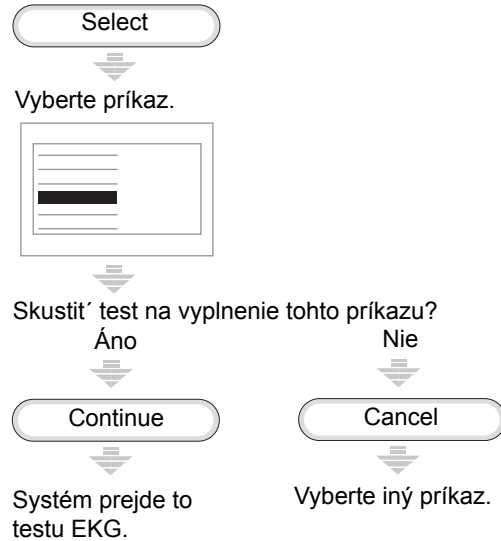 Select
Vyberte príkaz.
Skustit´ test na vyplnenie tohto príkazu?
Áno
Nie
Continue
Cancel
Systém prejde to
testu EKG.
Vyberte iný príkaz.